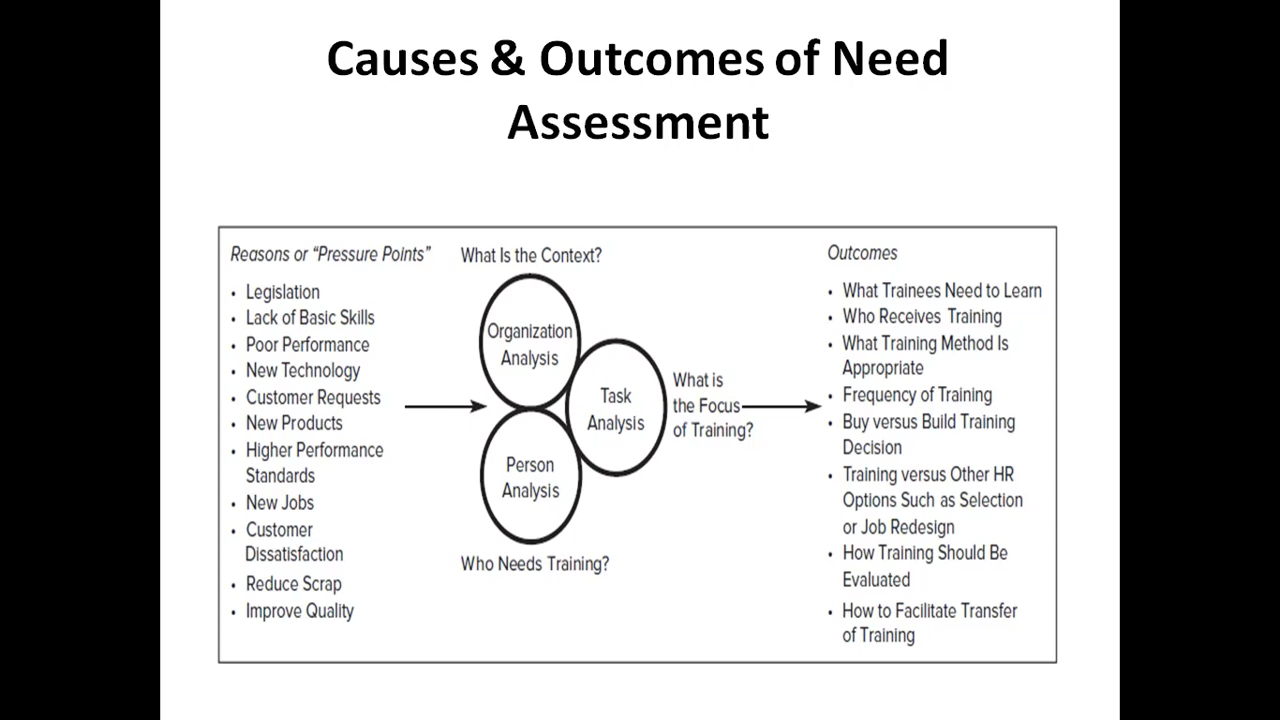 Causes & Outcomes of Need
Assessment
Reasons or “Pressure Points”
• Legislation
• Lack of Basic Skills
• Poor Performance
• New Technology
• Customer Requests
• New Products
• Higher Performance
Standards
• New Jobs
• Customer
Dissatisfaction
• Reduce Scrap
• Improve Quality
What Is the Context?
Organization
Analysis
Task
Analysis
Person
Analysis
Who Needs Training?
What is
the Focus
of Training?
Outcomes
• What Trainees Need to Learn
• Who Receives Training
• What Training Method Is
Appropriate
• Frequency of Training
• Buy versus Build Training
Decision
• Training versus Other HR
Options Such as Selection
or Job Redesign
• How Training Should Be
Evaluated
• How to Facilitate Transfer
of Training